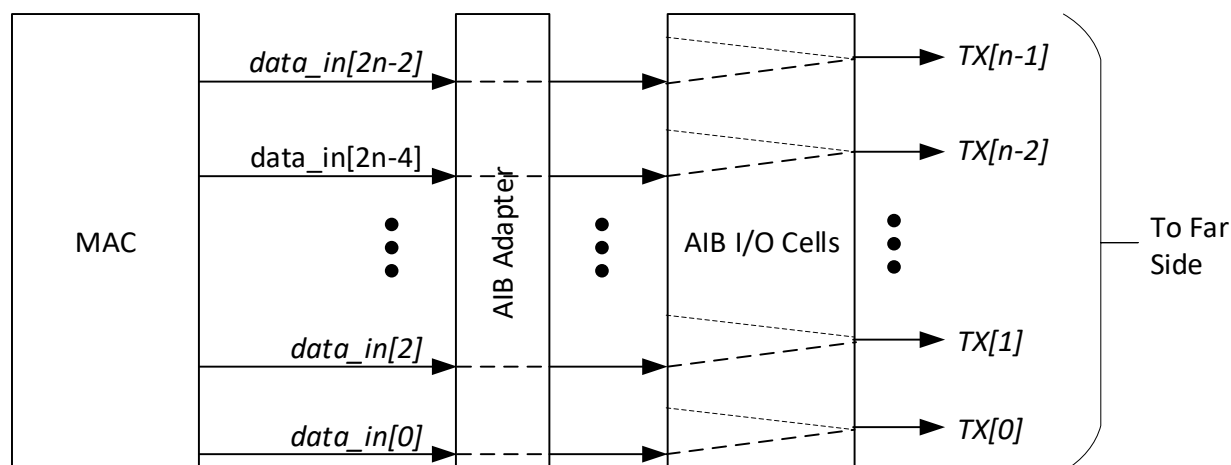 data_in[2n-2]
TX[n-1]
data_in[2n-4]
TX[n-2]
MAC
AIB Adapter
AIB I/O Cells
To Far
Side
data_in[2]
TX[1]
data_in[0]
TX[0]